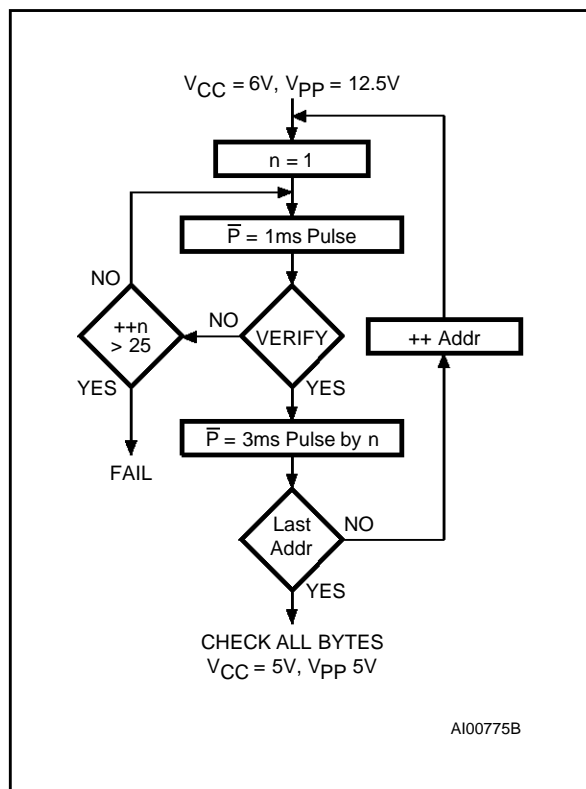 VCC = 6V, VPP = 12.5V
n = 1
P̅ = 1ms Pulse
NO
++n
> 25
NO
VERIFY
++ Addr
YES
YES
P̅ = 3ms Pulse by n
FAIL
Last
Addr
NO
YES
CHECK ALL BYTES
VCC = 5V, VPP 5V
AI00775B